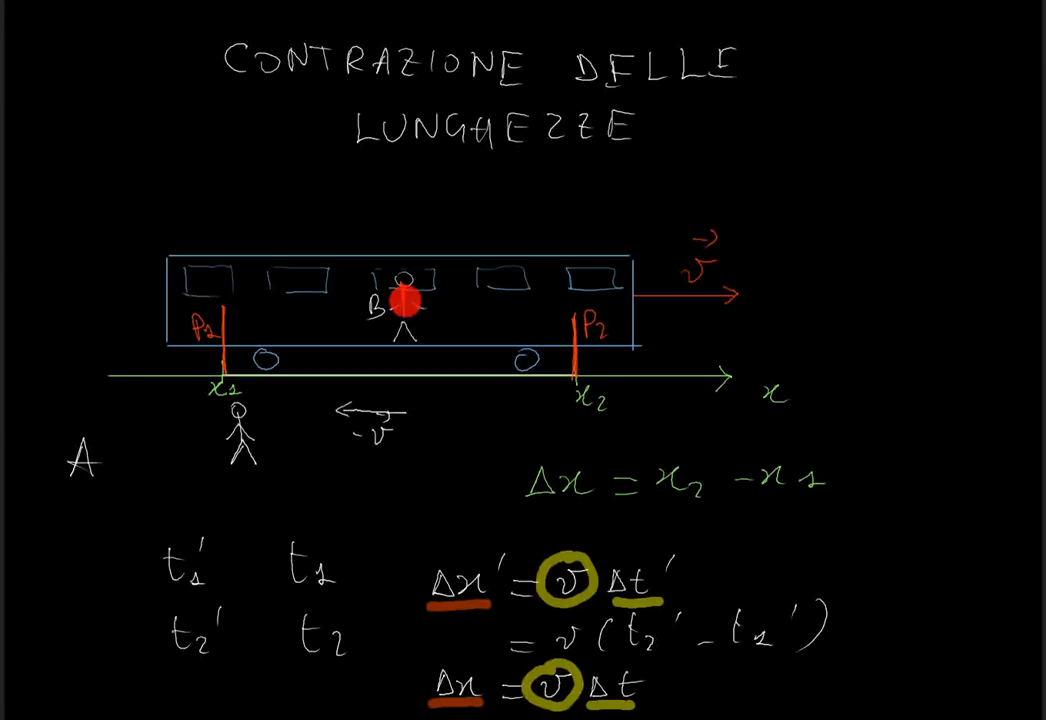 CONTRAZIONE DELLE
LUNGHEZZE
v⃗
P₁ B P₂
x₁ x₂ x
-v⃗
A
Δx = x₂ - x₁
t₁' t₁ Δx' = v Δt'
t₂' t₂ = v (t₂' - t₁')
Δx = v Δt